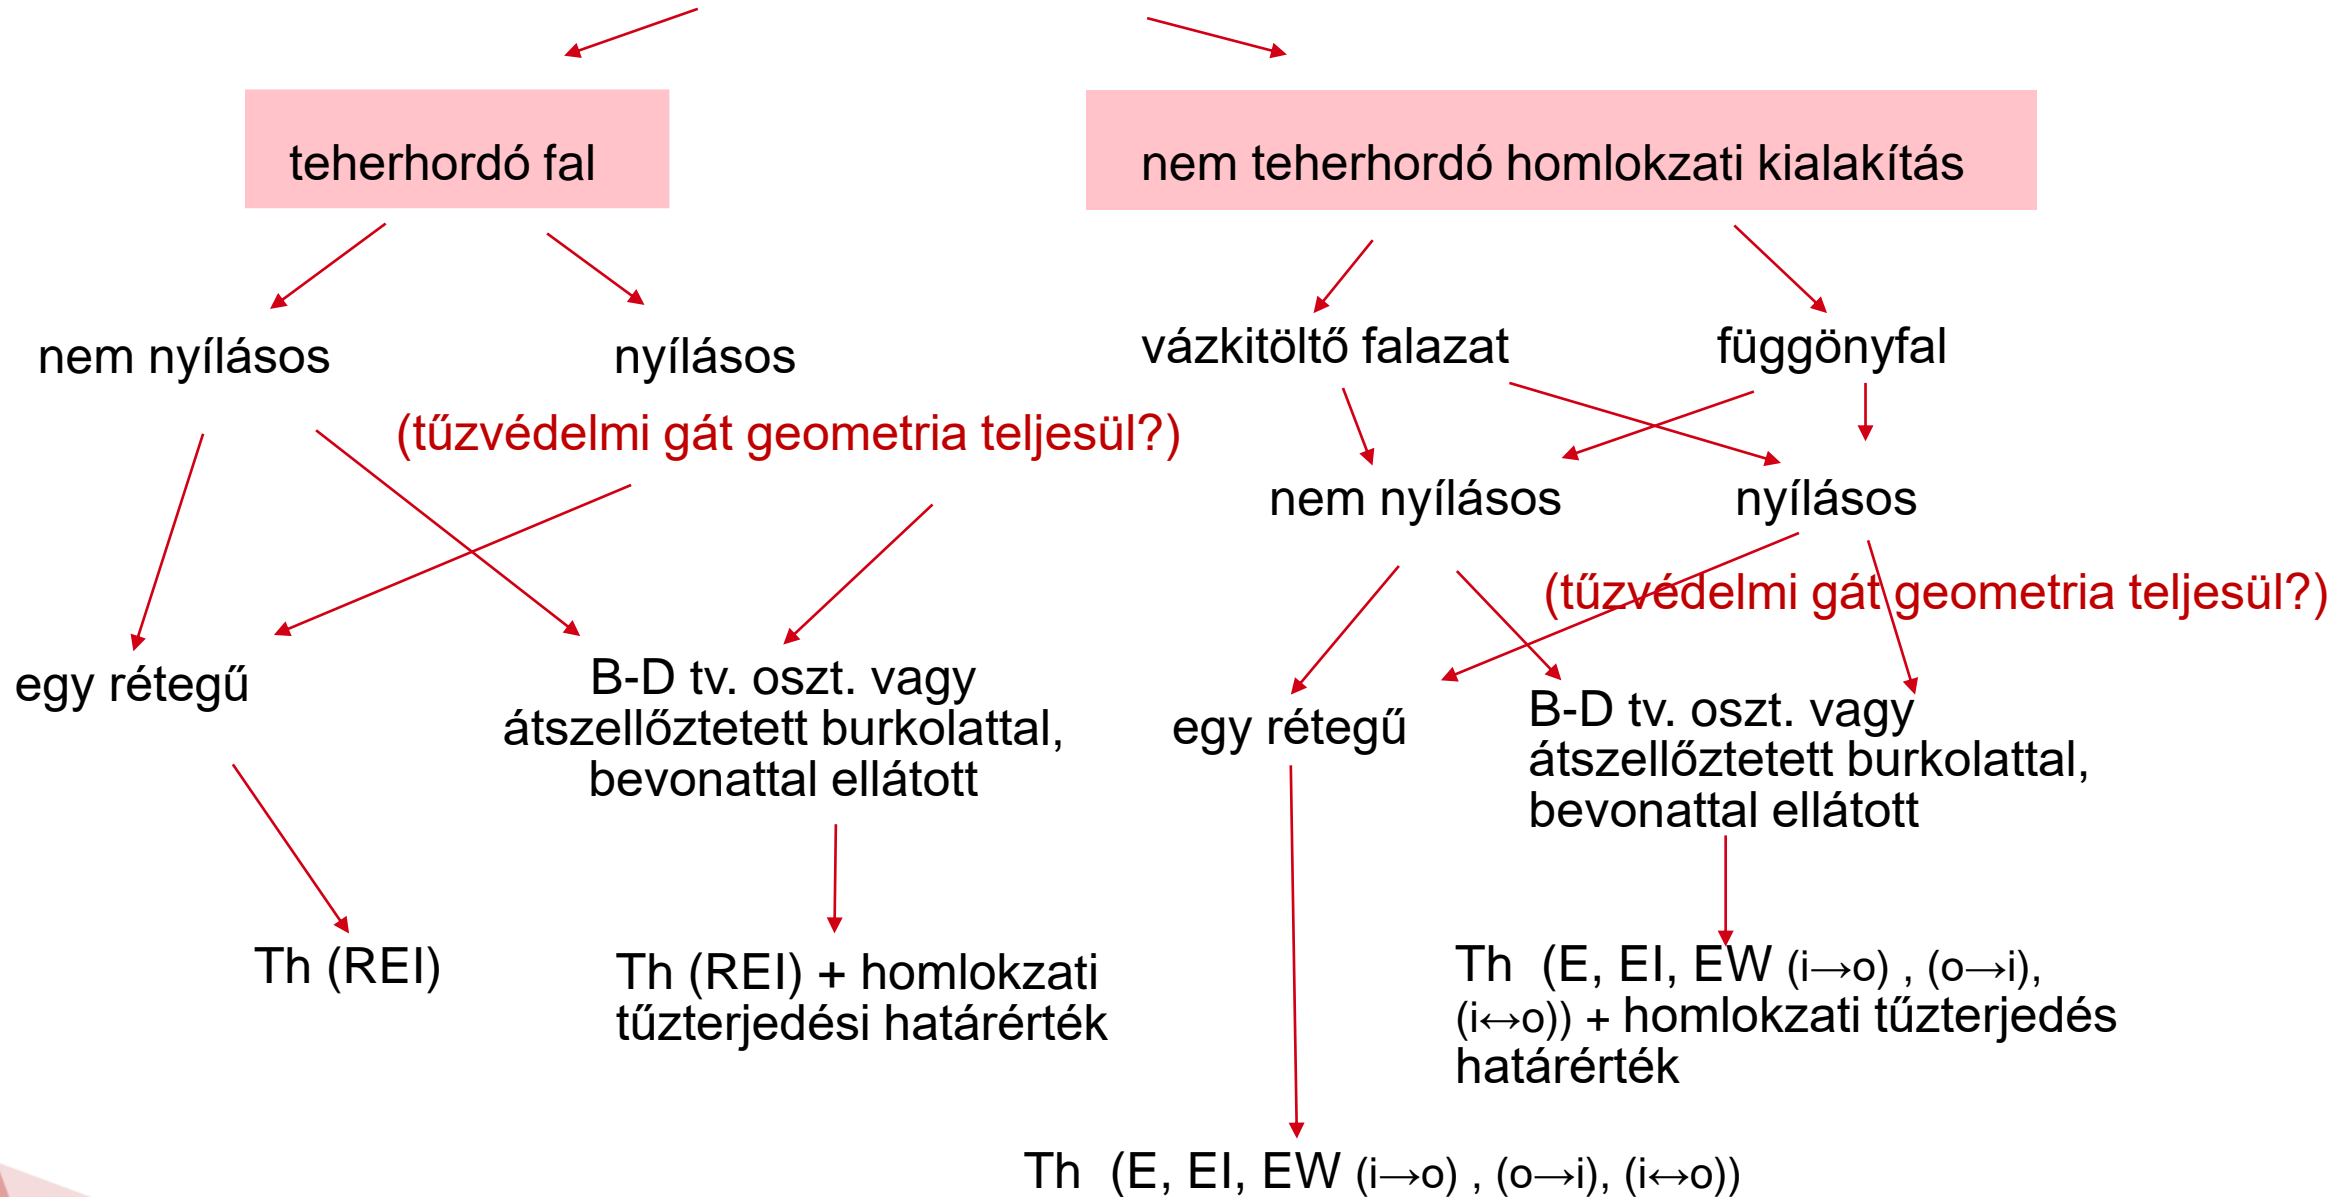 teherhordó fal
nem teherhordó homlokzati kialakítás
nem nyílásos
nyílásos
vázkitöltő falazat
függönyfal
(tűzvédelmi gát geometria teljesül?)
nem nyílásos
nyílásos
(tűzvédelmi gát geometria teljesül?)
egy rétegű
B-D tv. oszt. vagy
átszellőztetett burkolattal,
bevonattal ellátott
egy rétegű
B-D tv. oszt. vagy
átszellőztetett burkolattal,
bevonattal ellátott
Th (REI)
Th (REI) + homlokzati
tűzterjedési határérték
Th (E, EI, EW (i→o) , (o→i),
(i↔o)) + homlokzati tűzterjedés
határérték
Th (E, EI, EW (i→o) , (o→i), (i↔o))